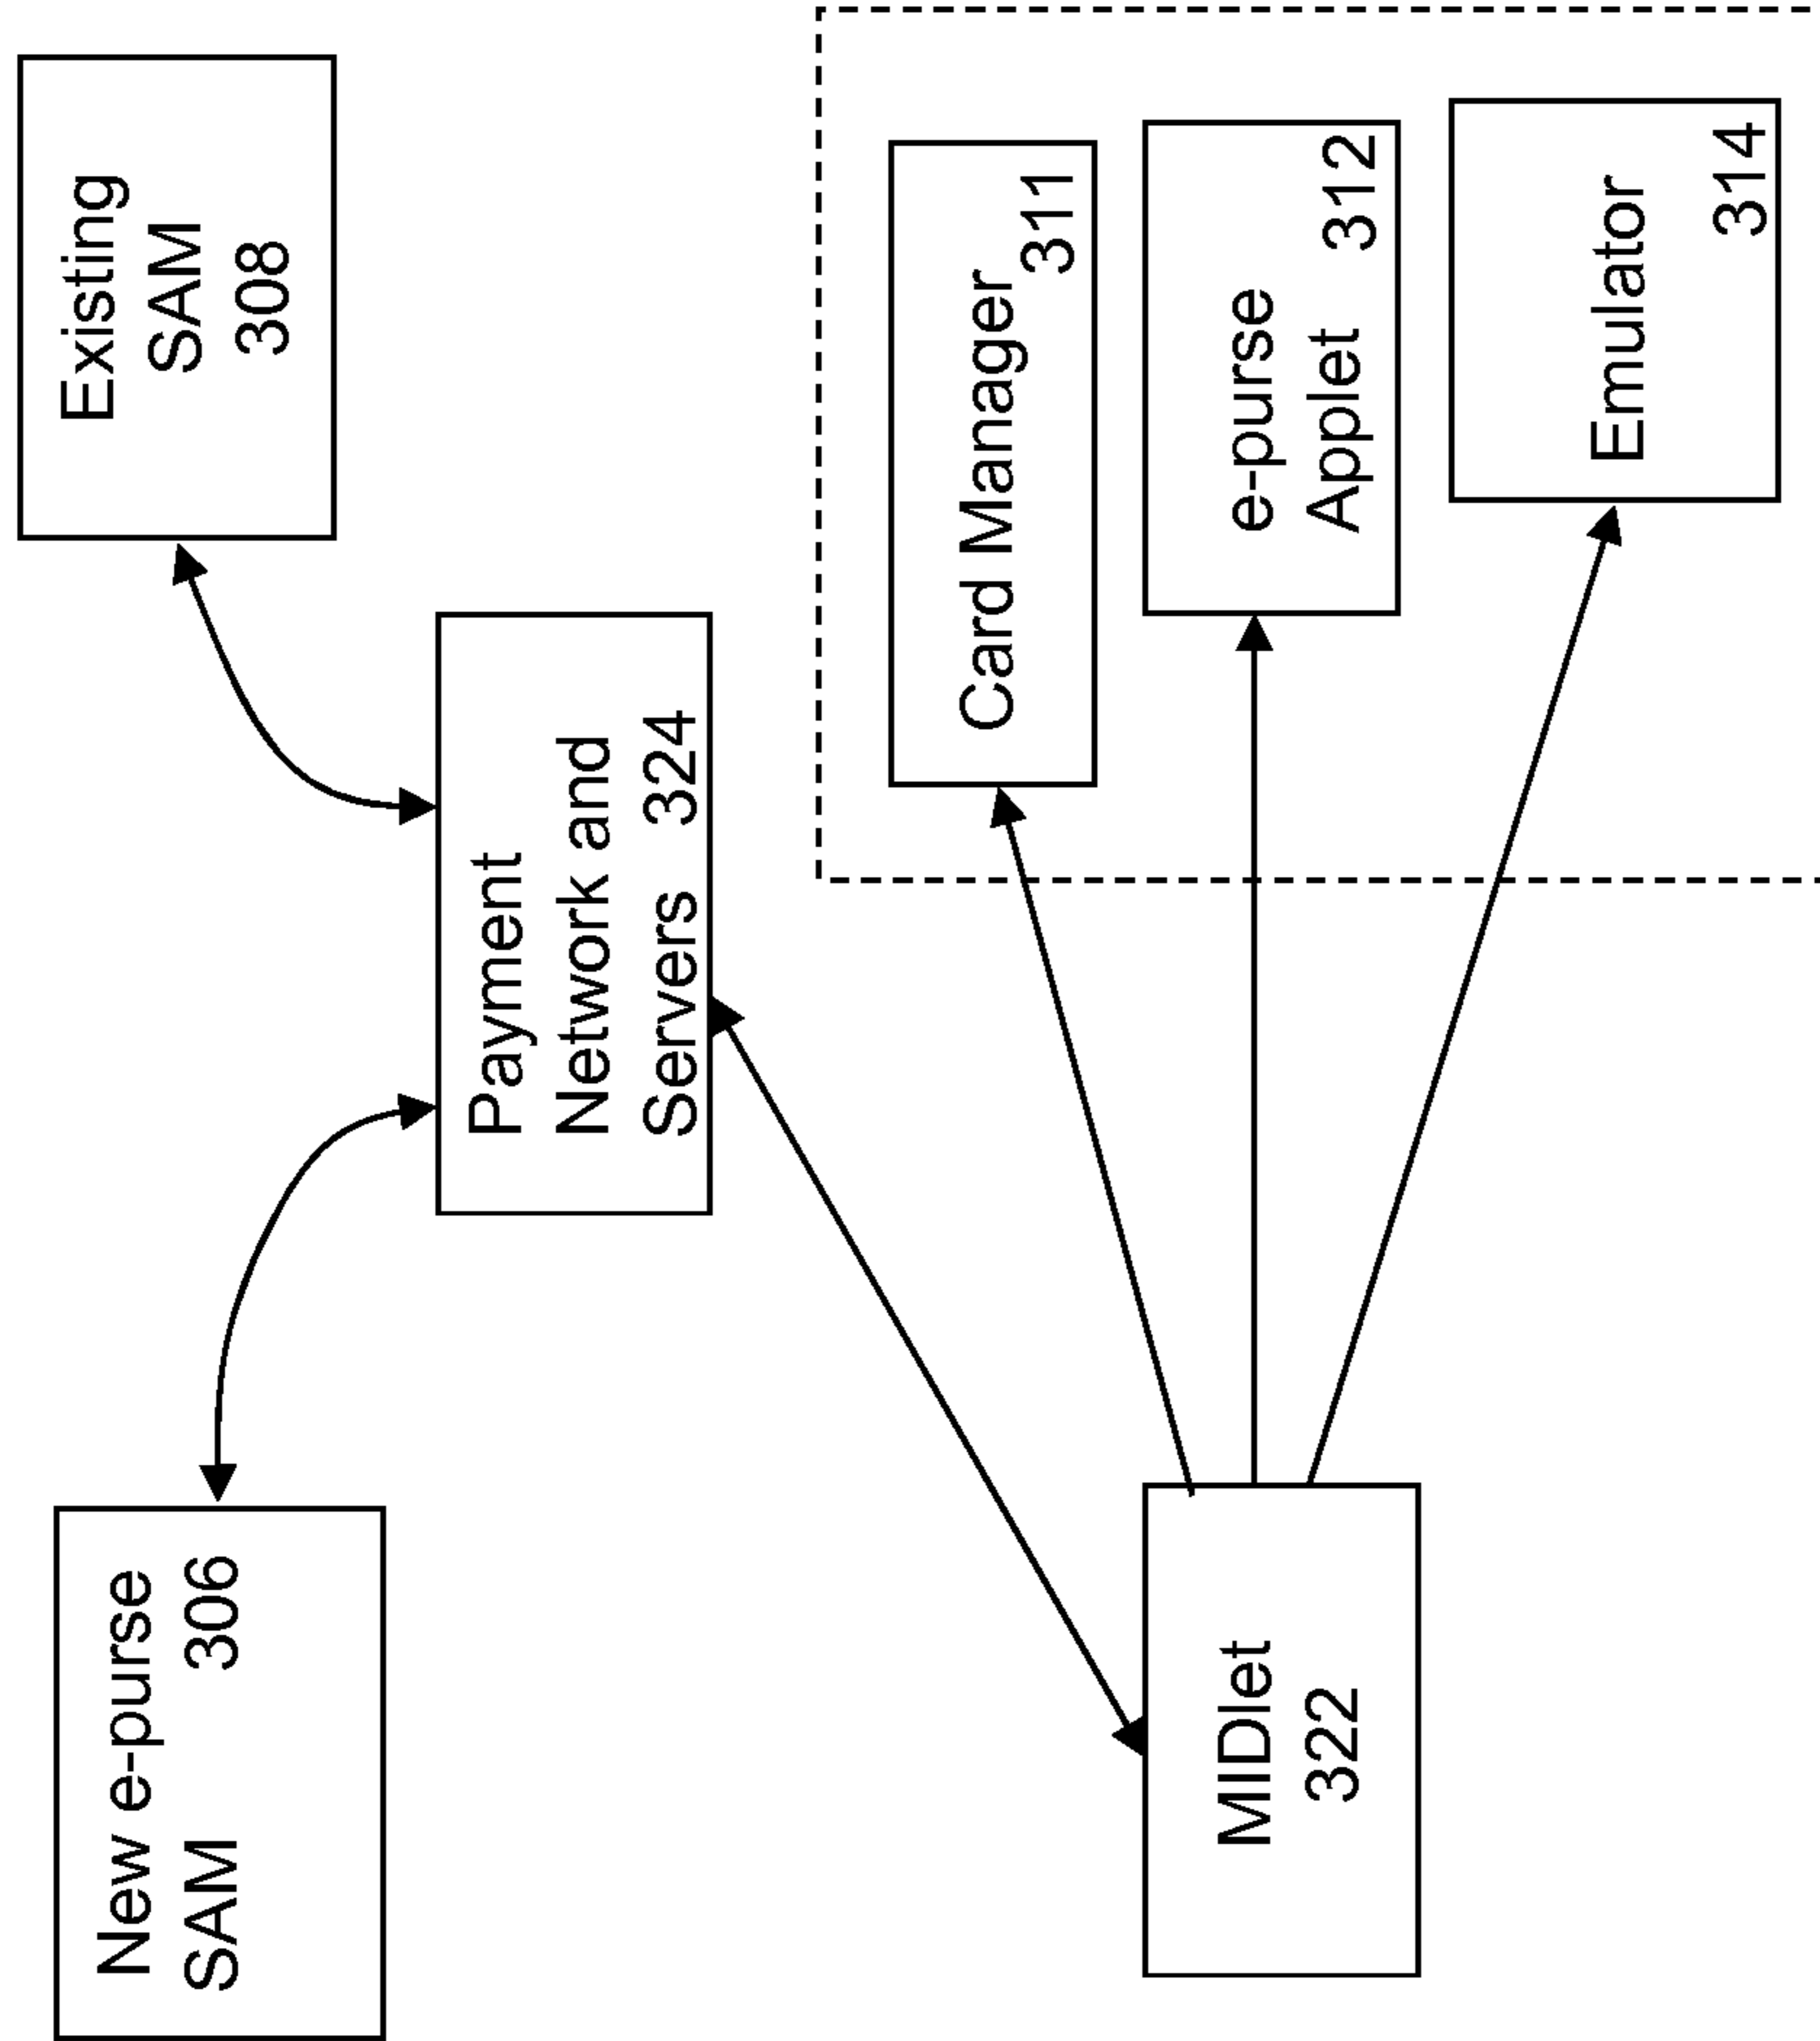 New e-purse
SAM 306
Existing
SAM
308
Payment
Network and
Servers 324
MIDlet
322
Card Manager
311
e-purse
Applet 312
Emulator
314